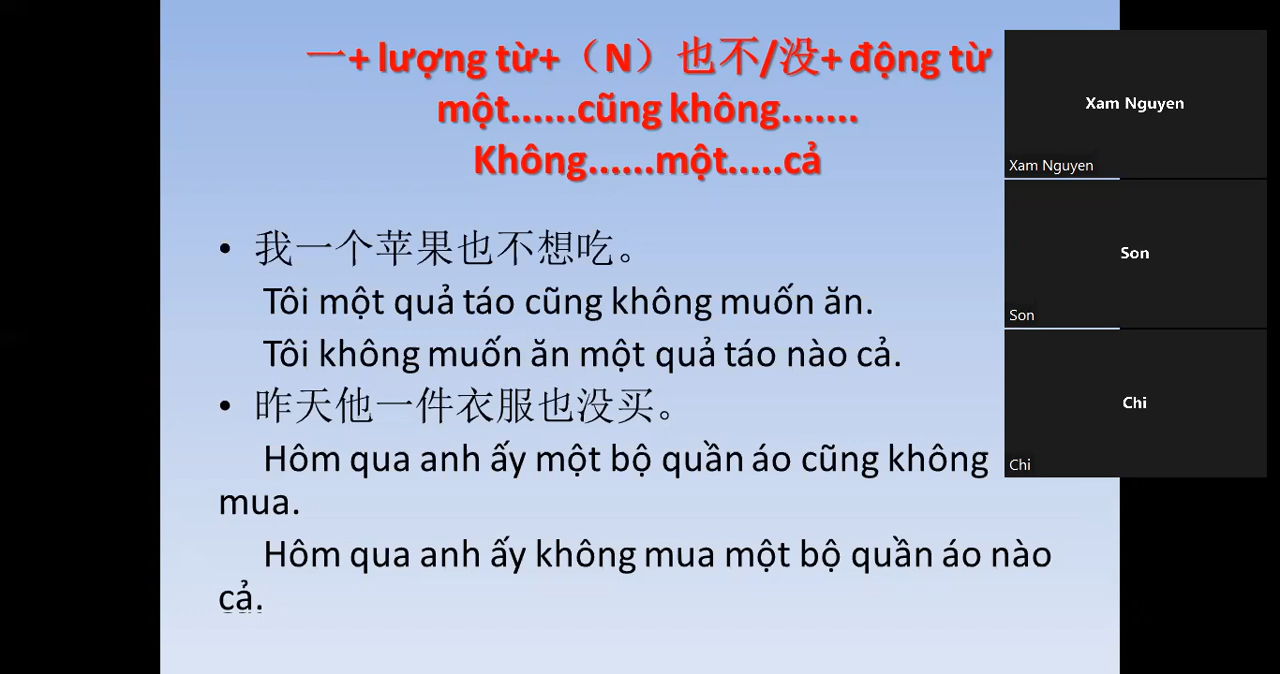 一+ lượng từ+（N）也不/没+ động từ
một......cũng không.......
Không......một.....cả
• 我一个苹果也不想吃。
Tôi một quả táo cũng không muốn ăn.
Tôi không muốn ăn một quả táo nào cả.
• 昨天他一件衣服也没买。
Hôm qua anh ấy một bộ quần áo cũng không
mua.
Hôm qua anh ấy không mua một bộ quần áo nào
cả.
Xam Nguyen
Xam Nguyen
Son
Son
Chi
Chi